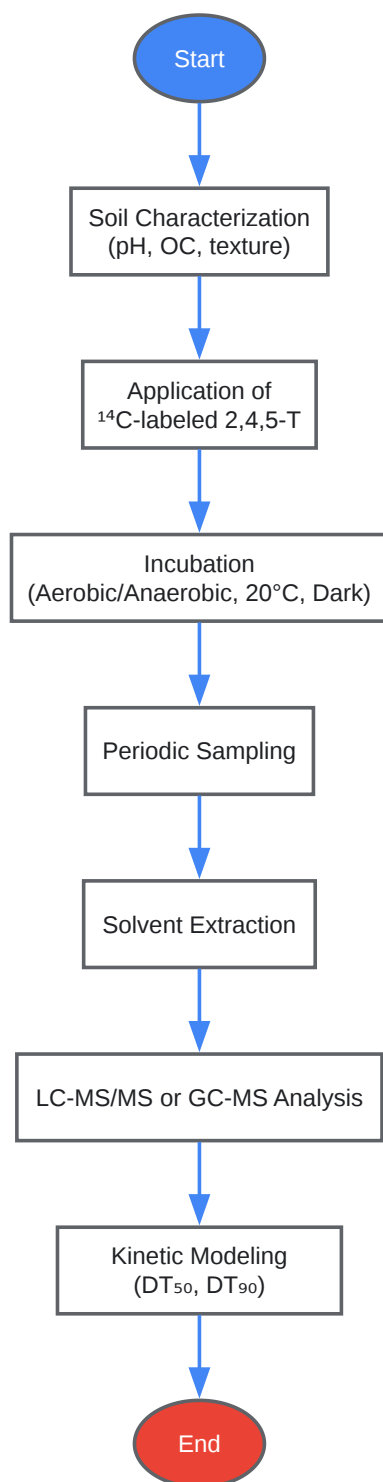 Start
Soil Characterization
(pH, OC, texture)
Application of
¹⁴C-labeled 2,4,5-T
Incubation
(Aerobic/Anaerobic, 20°C, Dark)
Periodic Sampling
Solvent Extraction
LC-MS/MS or GC-MS Analysis
Kinetic Modeling
(DT₅₀, DT₉₀)
End